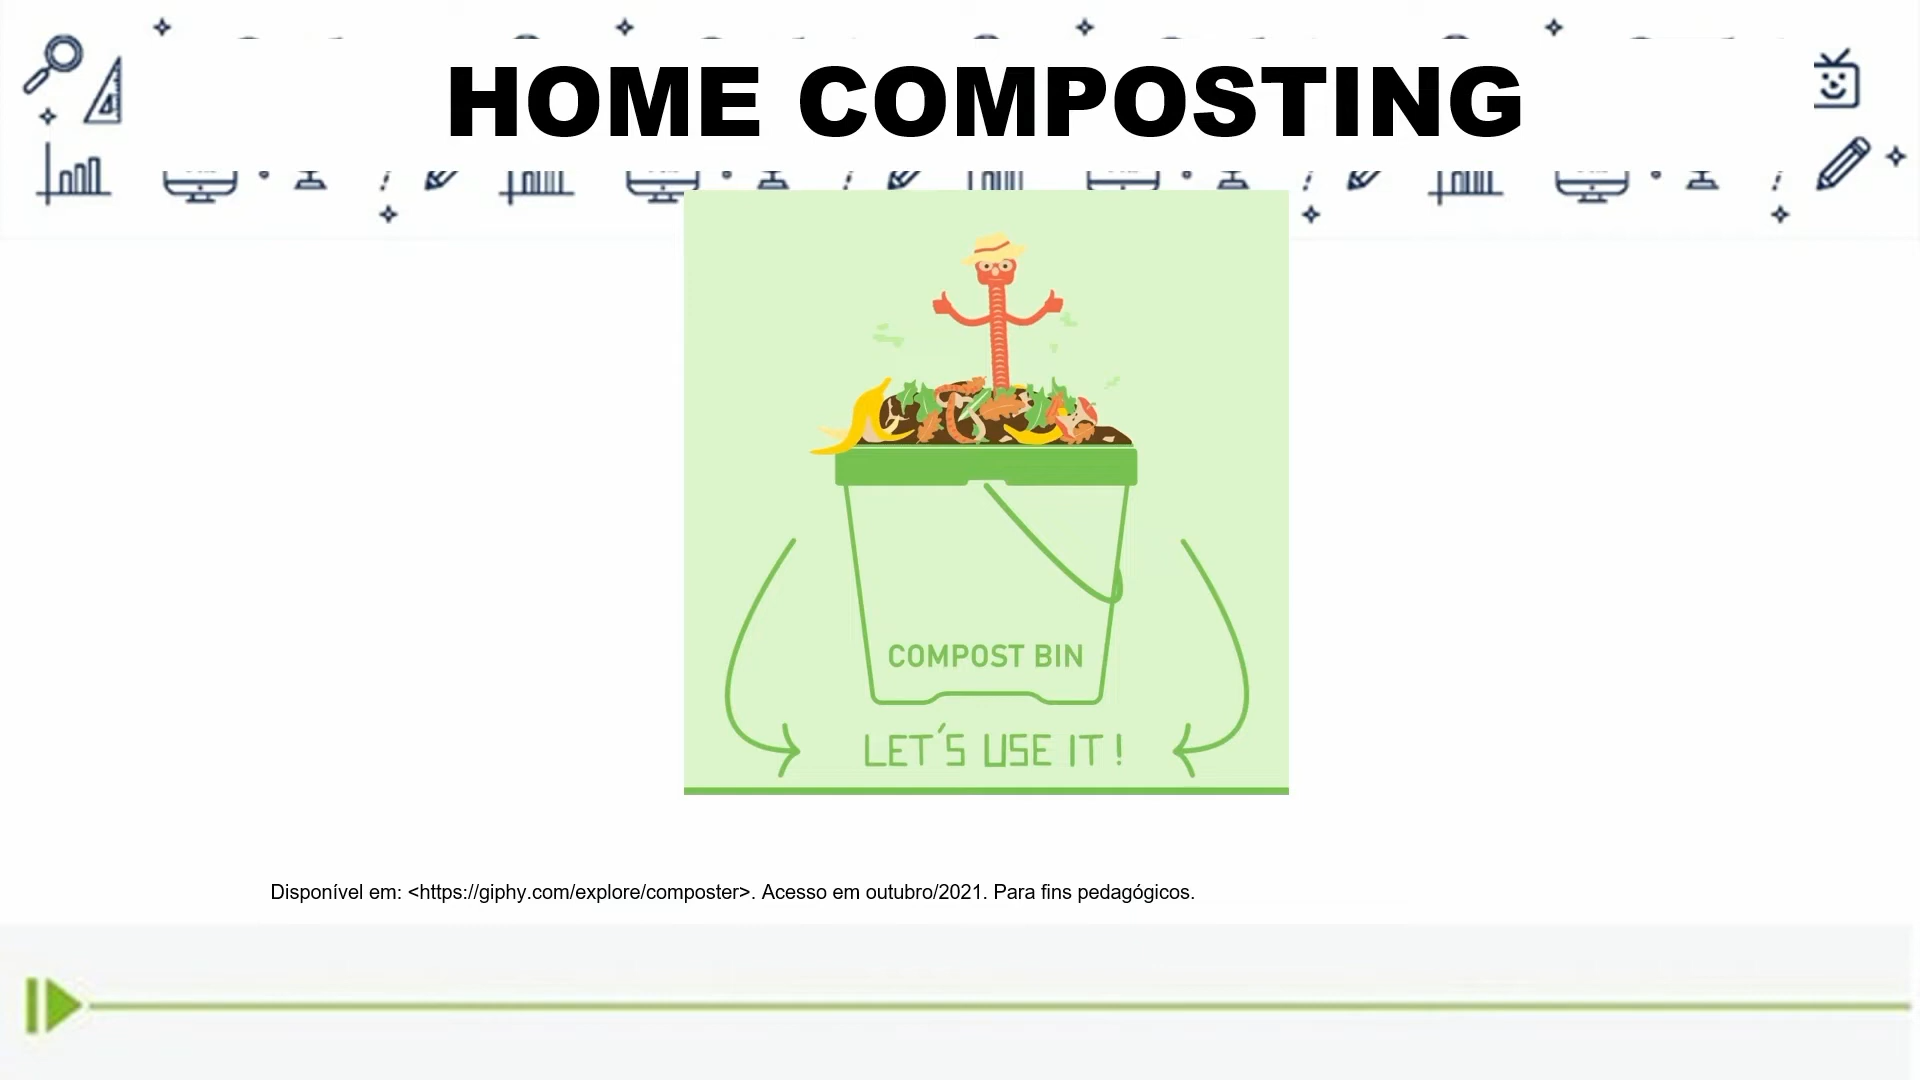 HOME COMPOSTING
COMPOST BIN
LET'S USE IT!
Disponível em: <https://giphy.com/explore/composter>. Acesso em outubro/2021. Para fins pedagógicos.